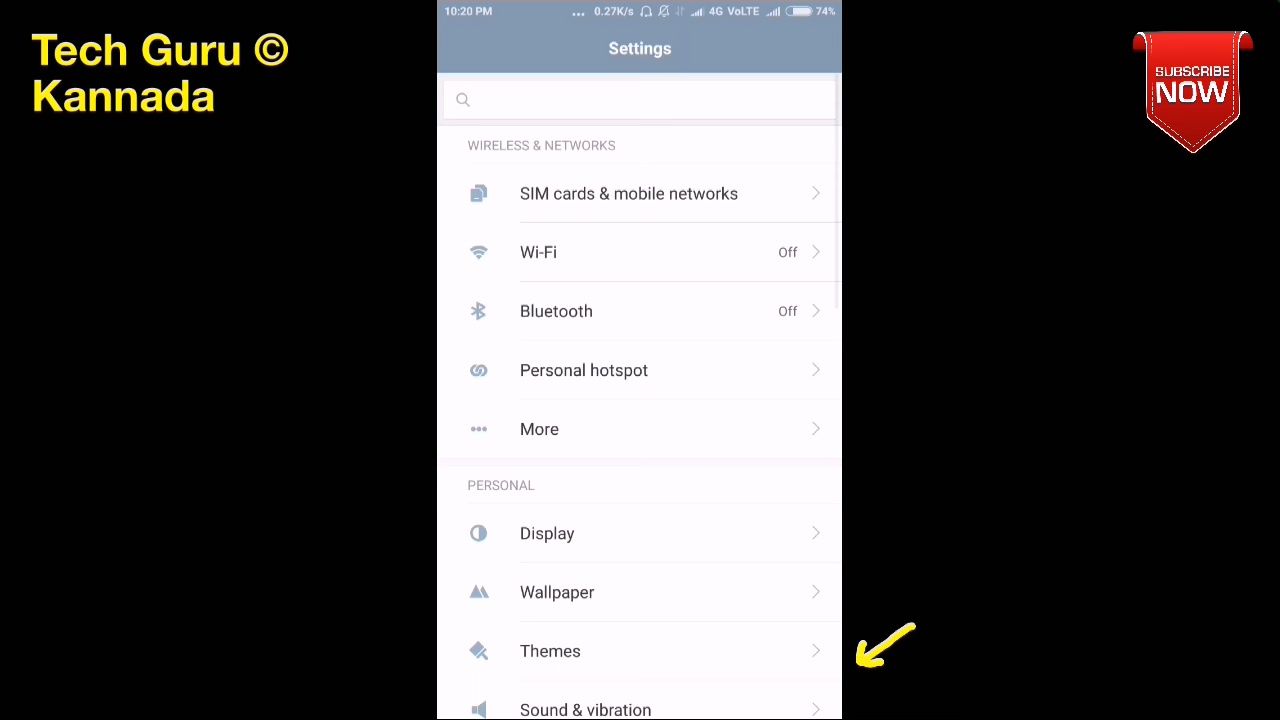 Tech Guru ©
Kannada
SUBSCRIBE
NOW
10:20 PM ... 0.27K/s 4G VoLTE 74%
Settings
WIRELESS & NETWORKS
SIM cards & mobile networks
Wi-Fi Off
Bluetooth Off
Personal hotspot
More
PERSONAL
Display
Wallpaper
Themes
Sound & vibration